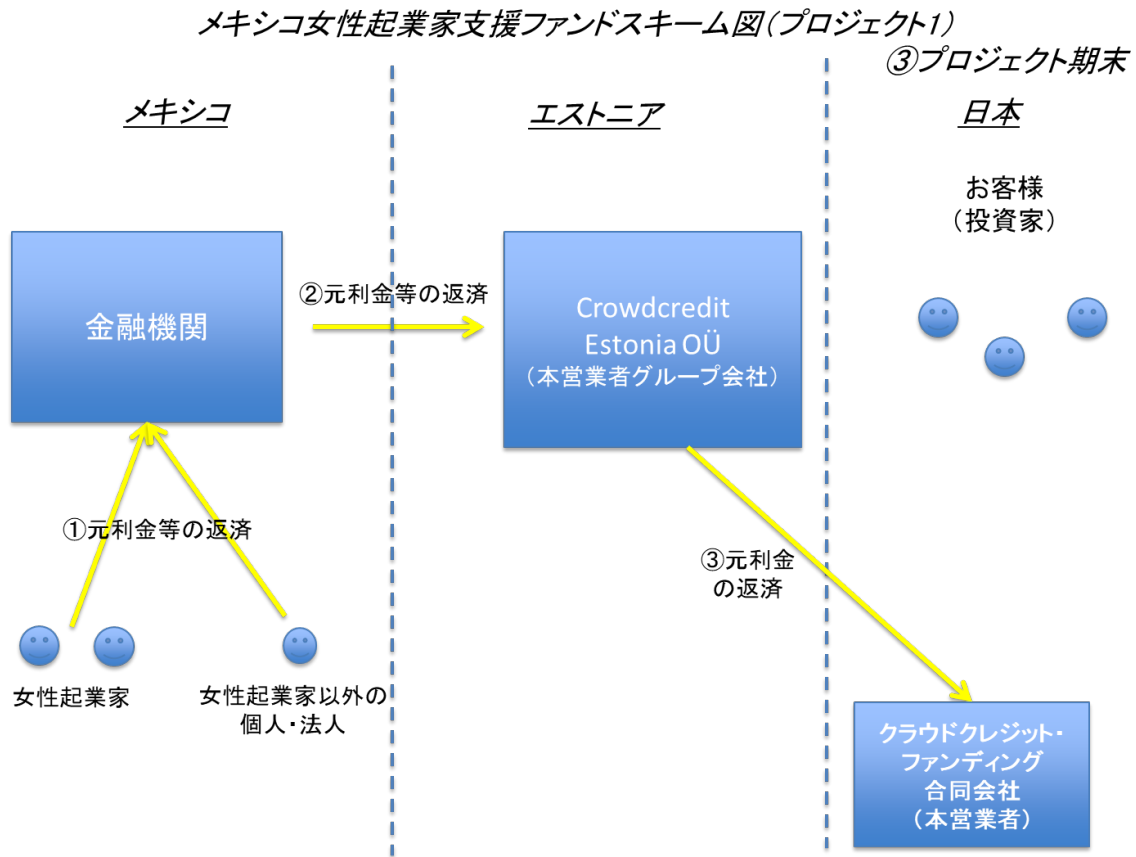 メキシコ女性起業家支援ファンドスキーム図(プロジェクト1)
③プロジェクト期末
メキシコ
エストニア
日本
お客様
(投資家)
金融機関
②元利金等の返済
Crowdcredit
Estonia OÜ
(本営業者グループ会社)
①元利金等の返済
③元利金
の返済
女性起業家
女性起業家以外の
個人・法人
クラウドクレジット・
ファンディング
合同会社
(本営業者)